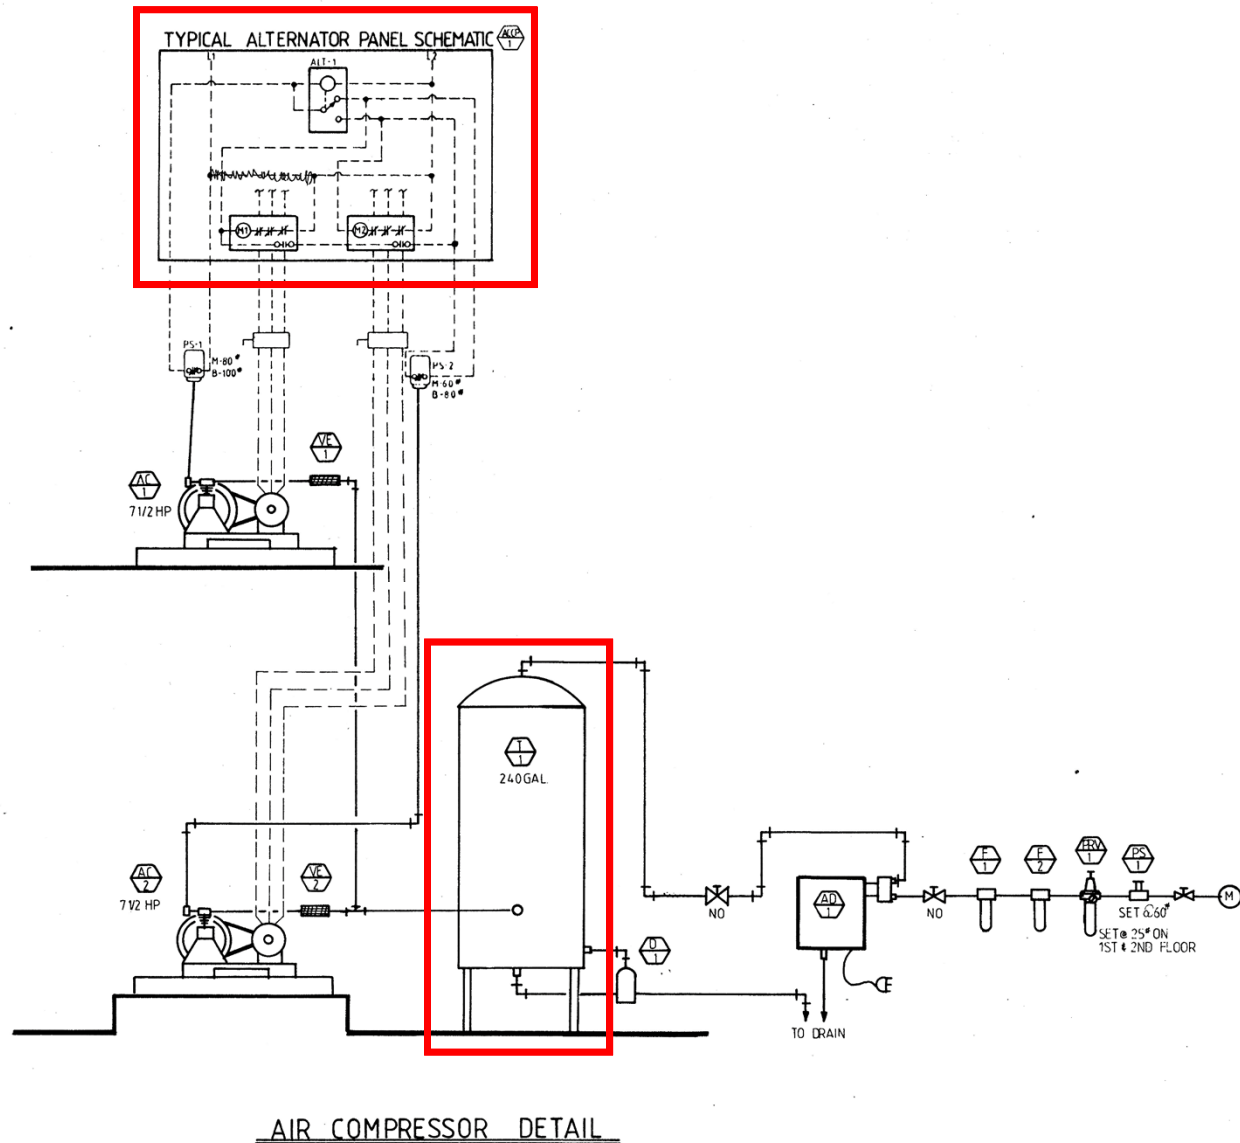 TYPICAL ALTERNATOR PANEL SCHEMATIC
ACCP
1
L1
L2
ALT-1
M1
M2
PS-1
M-80#
B-100#
PS-2
M-60#
B-80#
VE
1
AC
1
7 1/2 HP
T
1
240 GAL.
AC
2
7 1/2 HP
VE
2
D
1
NO
AD
1
NO
F
1
F
2
PRV
1
PS
1
M
SET @ 60#
SET @ 25# ON
1ST & 2ND FLOOR
TO DRAIN
AIR COMPRESSOR DETAIL